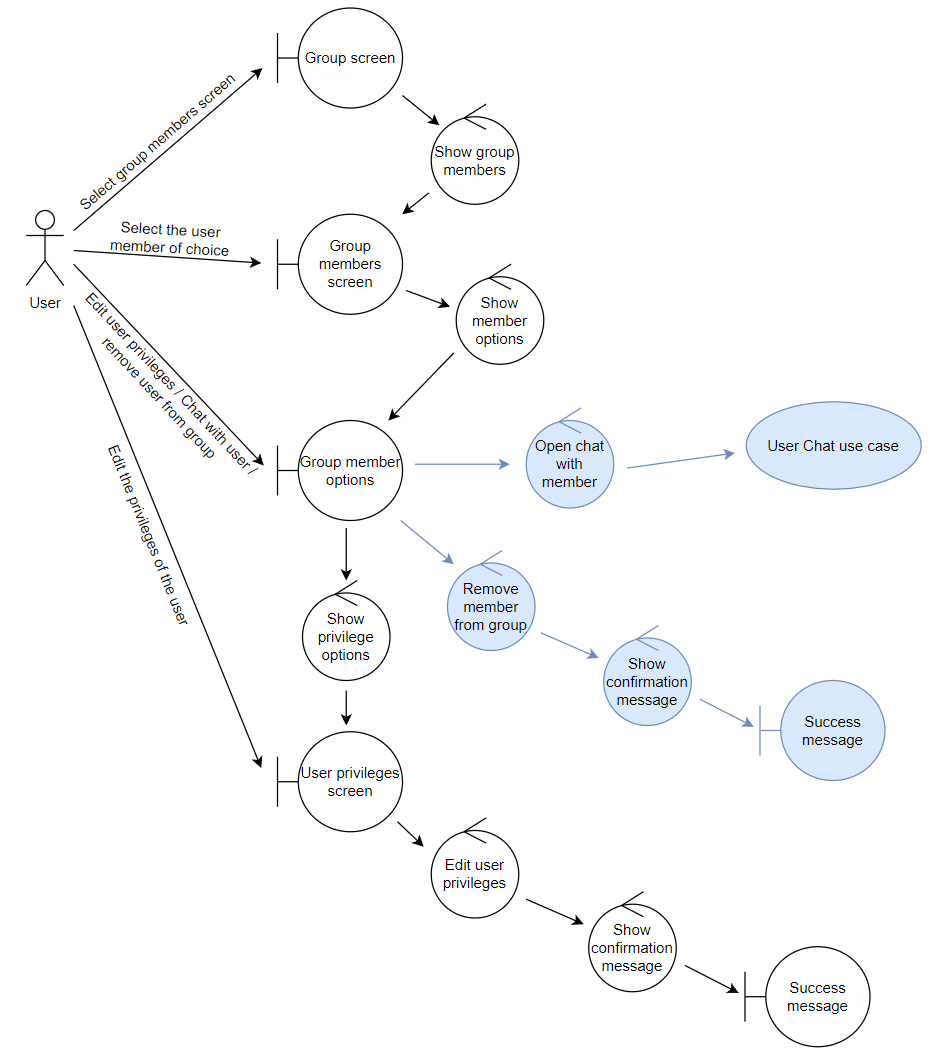 Group screen
Select group members screen
Show group
members
Select the user
member of choice
Group
members
screen
User
Show
member
options
Edit user privileges / Chat with user /
remove user from group
Group member
options
Open chat
with
member
User Chat use case
Edit the privileges of the user
Remove
member
from group
Show
privilege
options
Show
confirmation
message
Success
message
User privileges
screen
Edit user
privileges
Show
confirmation
message
Success
message